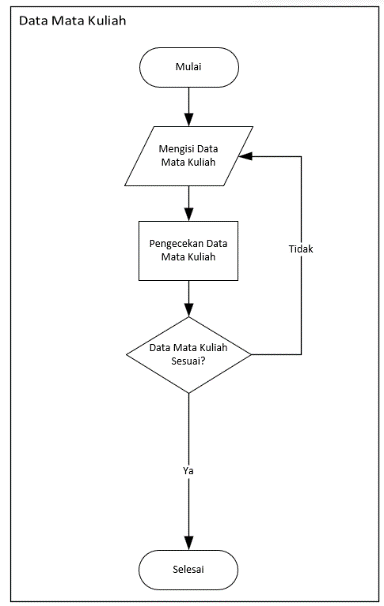 Data Mata Kuliah
Mulai
Mengisi Data
Mata Kuliah
Pengecekan Data
Mata Kuliah
Tidak
Data Mata Kuliah
Sesuai?
Ya
Selesai